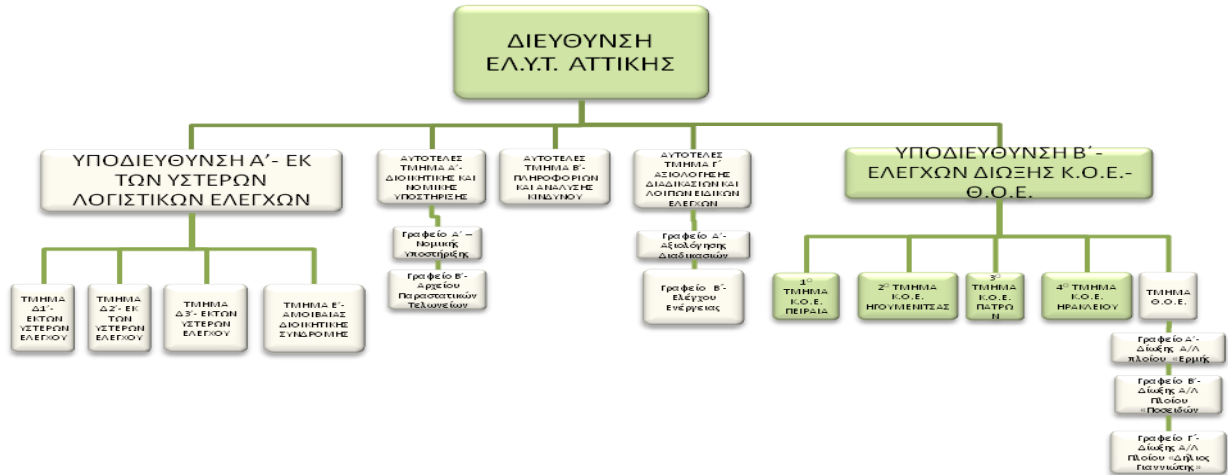 ΔΙΕΥΘΥΝΣΗ
ΕΛ.Υ.Τ. ΑΤΤΙΚΗΣ
ΥΠΟΔΙΕΥΘΥΝΣΗ Α’- ΕΚ
ΤΩΝ ΥΣΤΕΡΩΝ
ΛΟΓΙΣΤΙΚΩΝ ΕΛΕΓΧΩΝ
ΑΥΤΟΤΕΛΕΣ
ΤΜΗΜΑ Α’-
ΔΙΟΙΚΗΤΙΚΗΣ ΚΑΙ
ΝΟΜΙΚΗΣ
ΥΠΟΣΤΗΡΙΞΗΣ
ΑΥΤΟΤΕΛΕΣ
ΤΜΗΜΑ Β’-
ΠΛΗΡΟΦΟΡΙΩΝ
ΚΑΙ ΑΝΑΛΥΣΗΣ
ΚΙΝΔΥΝΟΥ
ΑΥΤΟΤΕΛΕΣ
ΤΜΗΜΑ Γ΄
ΑΞΙΟΛΟΓΗΣΗΣ
ΔΙΑΔΙΚΑΣΙΩΝ ΚΑΙ
ΛΟΙΠΩΝ ΕΙΔΙΚΩΝ
ΕΛΕΓΧΩΝ
ΥΠΟΔΙΕΥΘΥΝΣΗ Β΄-
ΕΛΕΓΧΩΝ ΔΙΩΞΗΣ Κ.Ο.Ε.-
Θ.Ο.Ε.
Γραφείο Α’ –
Νομικής
Υποστήριξης
Γραφείο Β’-
Αρχείου
Παραστατικών
Τελωνείων
Γραφείο Α΄-
Αξιολόγησης
Διαδικασιών
Γραφείο Β΄-
Ελέγχου
Ενέργειας
ΤΜΗΜΑ
Δ1’-
ΕΚΤΩΝ ΥΣΤΕΡΩΝ
ΕΛΕΓΧΟΥ
ΤΜΗΜΑ
Δ2’- ΕΚ
ΤΩΝ
ΥΣΤΕΡΩΝ
ΕΛΕΓΧΟΥ
ΤΜΗΜΑ
Δ3’- ΕΚΤΩΝ
ΥΣΤΕΡΩΝ
ΕΛΕΓΧΟΥ
ΤΜΗΜΑ Ε’-
ΑΜΟΙΒΑΙΑΣ
ΔΙΟΙΚΗΤΙΚΗΣ
ΣΥΝΔΡΟΜΗΣ
1Ο
ΤΜΗΜΑ
Κ.Ο.Ε.
ΠΕΙΡΑΙΑ
2Ο ΤΜΗΜΑ
Κ.Ο.Ε.
ΗΓΟΥΜΕΝΙΤΣΑΣ
3Ο
ΤΜΗΜΑ
Κ.Ο.Ε.
ΠΑΤΡΩ
Ν
4Ο ΤΜΗΜΑ
Κ.Ο.Ε.
ΗΡΑΚΛΕΙΟΥ
ΤΜΗΜΑ
Θ.Ο.Ε.
Γραφείο Α΄-
Δίωξης Α/Λ
πλοίου «Ερμής
Γραφείο Β΄-
Δίωξης Α/Λ
Πλοίου
«Ποσειδών
Γραφείο Γ΄-
Δίωξης Α/Λ
Πλοίου «Δήλιος
Γιαννιώτης»